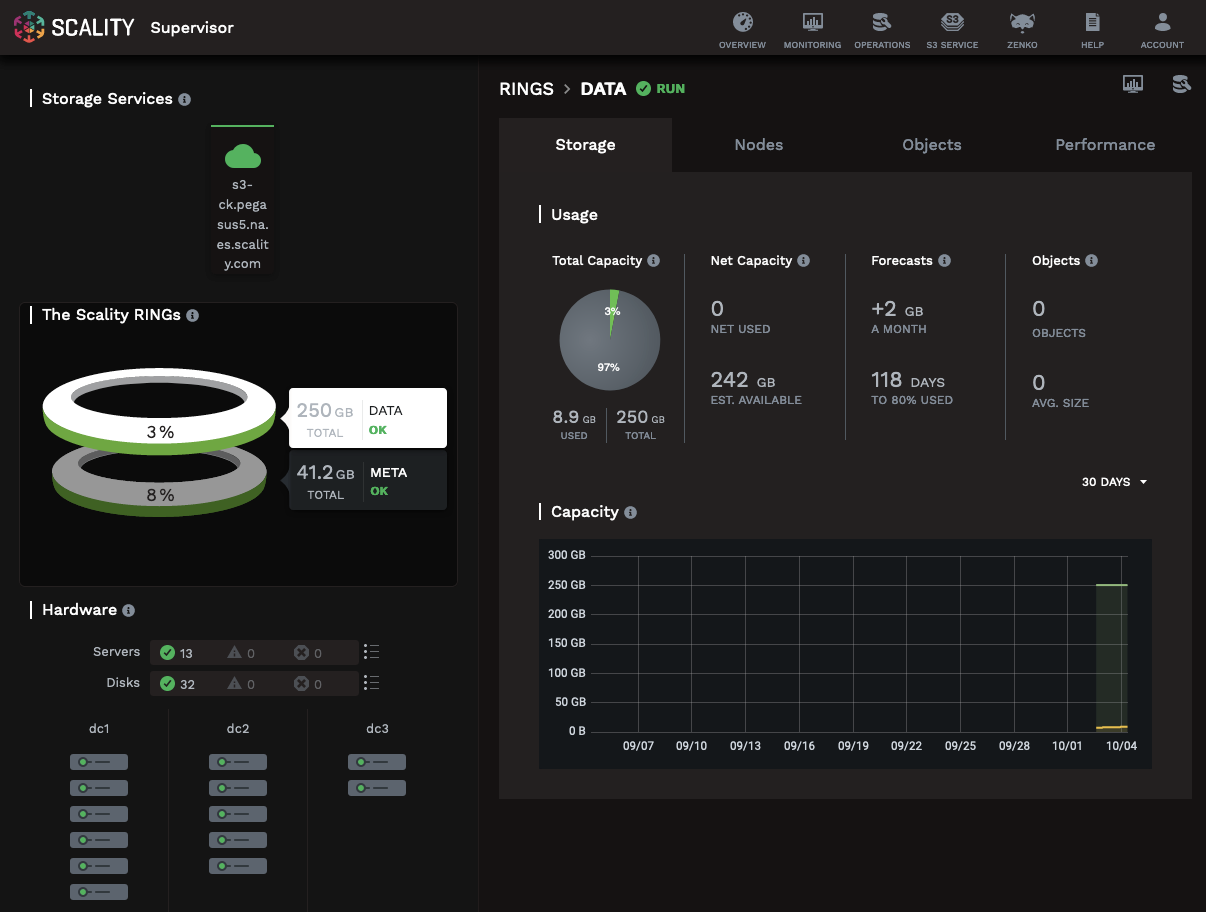 SCALITY Supervisor
OVERVIEW MONITORING OPERATIONS S3 SERVICE ZENKO HELP ACCOUNT
Storage Services
s3-
ck.pega
sus5.na.
es.scalit
y.com
The Scality RINGs
3%
250 GB
TOTAL
DATA
OK
8%
41.2 GB
TOTAL
META
OK
Hardware
Servers 13 0 0
Disks 32 0 0
dc1 dc2 dc3
RINGS > DATA RUN
Storage Nodes Objects Performance
Usage
Total Capacity
3%
97%
8.9 GB
USED
250 GB
TOTAL
Net Capacity
0
NET USED
242 GB
EST. AVAILABLE
Forecasts
+2 GB
A MONTH
118 DAYS
TO 80% USED
Objects
0
OBJECTS
0
AVG. SIZE
30 DAYS
Capacity
300 GB
250 GB
200 GB
150 GB
100 GB
50 GB
0 B
09/07 09/10 09/13 09/16 09/19 09/22 09/25 09/28 10/01 10/04